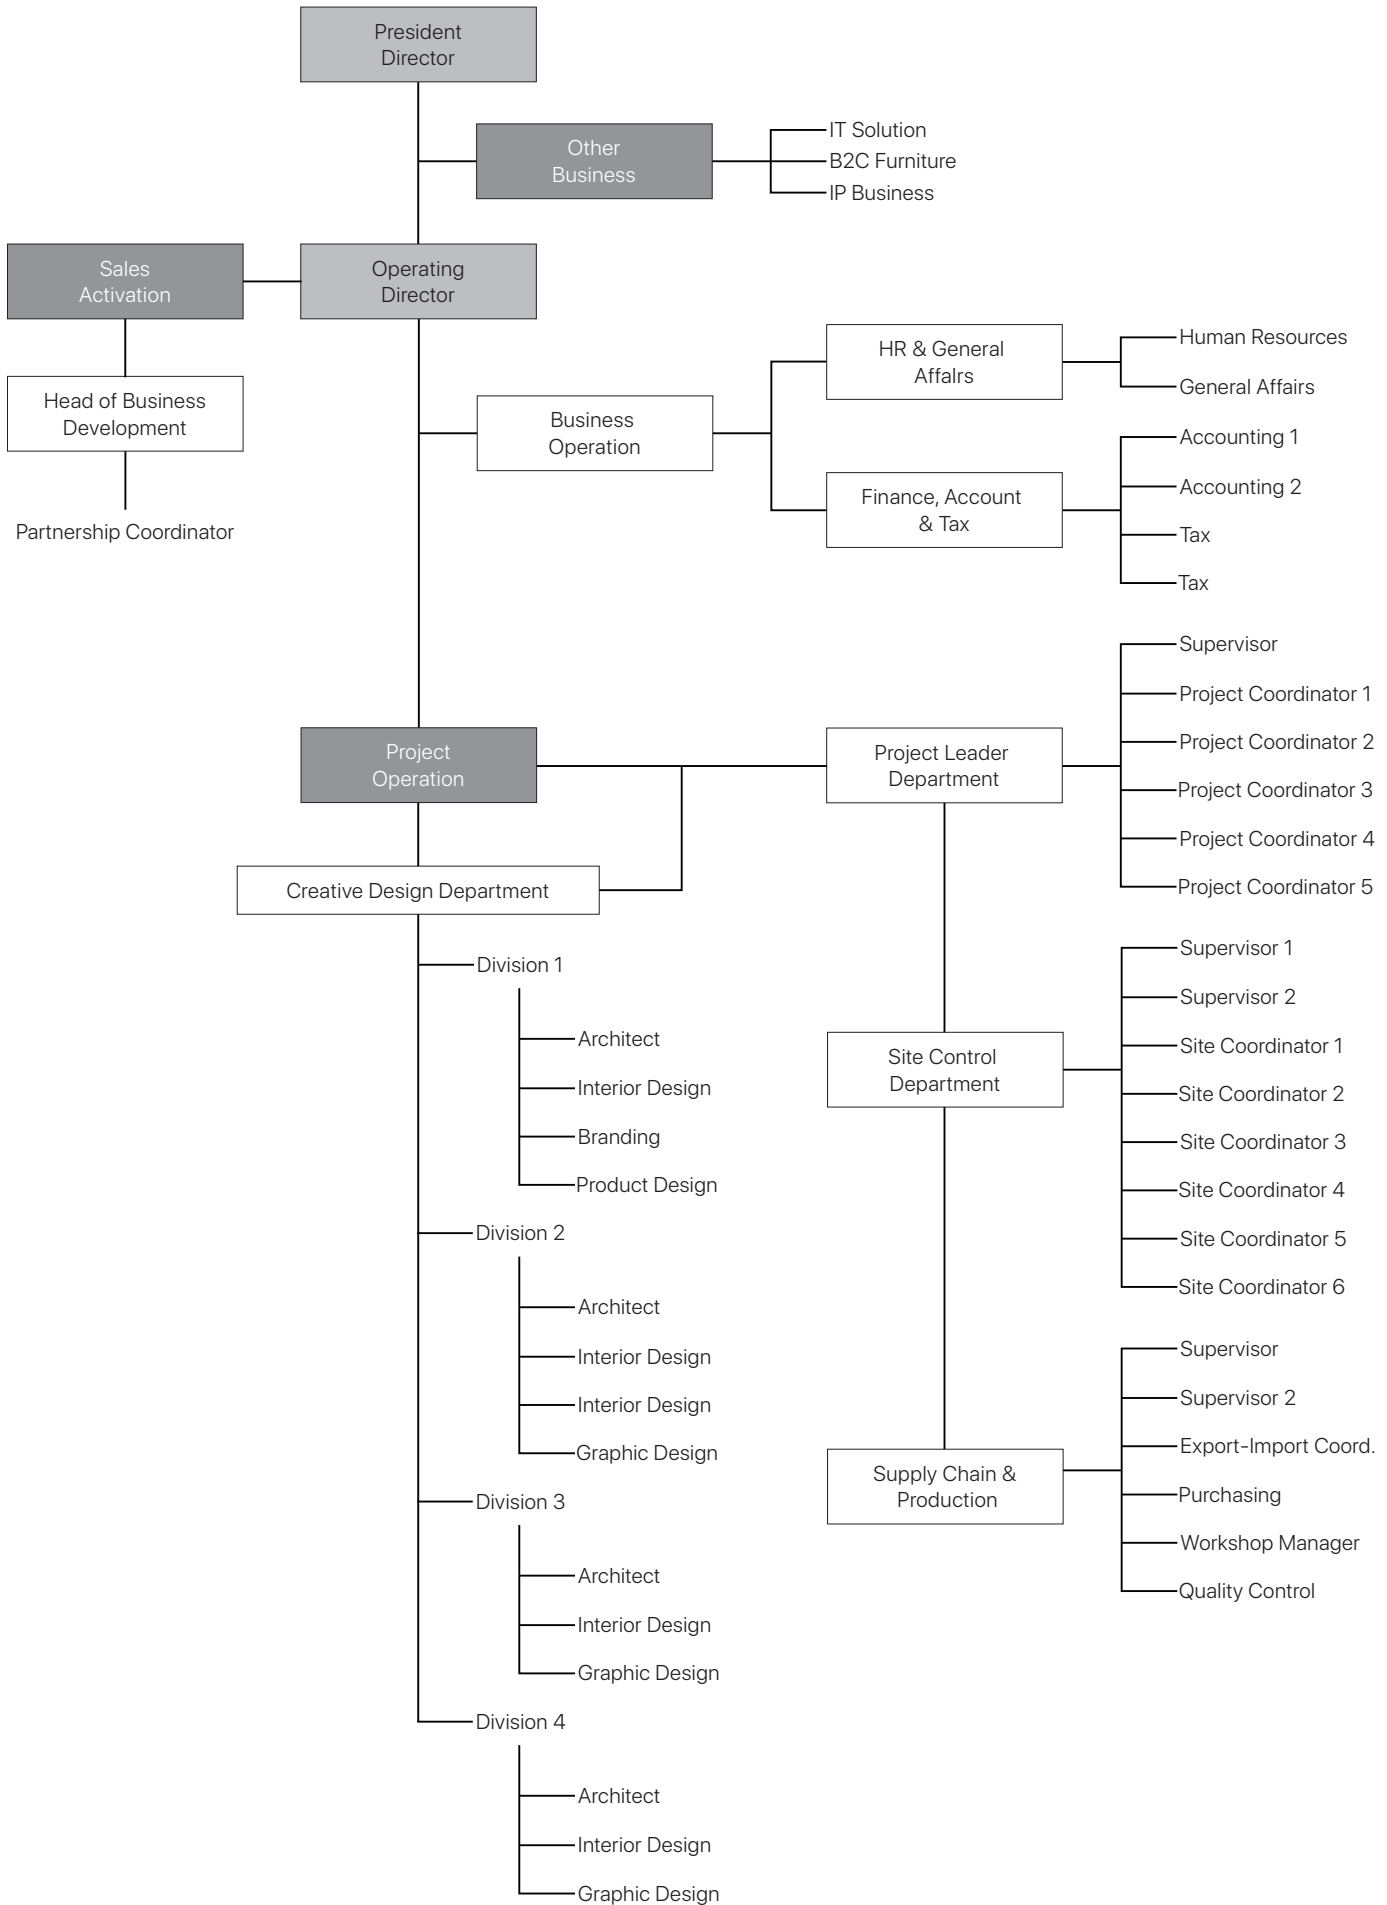 President
Director
Other
Business
IT Solution
B2C Furniture
IP Business
Sales
Activation
Operating
Director
Head of Business
Development
Partnership Coordinator
Business
Operation
HR & General
Affalrs
Human Resources
General Affairs
Finance, Account
& Tax
Accounting 1
Accounting 2
Tax
Tax
Project
Operation
Project Leader
Department
Supervisor
Project Coordinator 1
Project Coordinator 2
Project Coordinator 3
Project Coordinator 4
Project Coordinator 5
Creative Design Department
Division 1
Architect
Interior Design
Branding
Product Design
Division 2
Architect
Interior Design
Interior Design
Graphic Design
Division 3
Architect
Interior Design
Graphic Design
Division 4
Architect
Interior Design
Graphic Design
Site Control
Department
Supervisor 1
Supervisor 2
Site Coordinator 1
Site Coordinator 2
Site Coordinator 3
Site Coordinator 4
Site Coordinator 5
Site Coordinator 6
Supply Chain &
Production
Supervisor
Supervisor 2
Export-Import Coord.
Purchasing
Workshop Manager
Quality Control